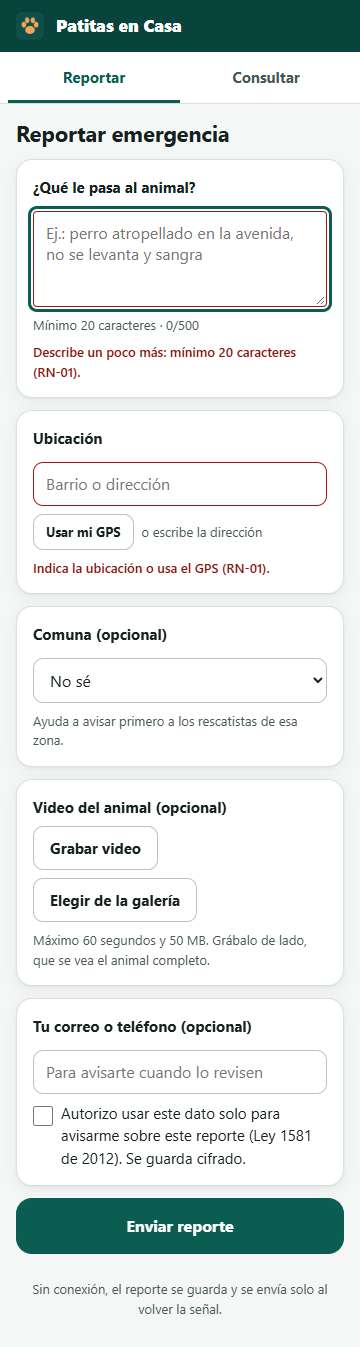 Patitas en Casa
Reportar
Consultar
Reportar emergencia
¿Qué le pasa al animal?
Ej.: perro atropellado en la avenida,
no se levanta y sangra
Mínimo 20 caracteres · 0/500
Describe un poco más: mínimo 20 caracteres
(RN-01).
Ubicación
Barrio o dirección
Usar mi GPS
o escribe la dirección
Indica la ubicación o usa el GPS (RN-01).
Comuna (opcional)
No sé
Ayuda a avisar primero a los rescatistas de esa
zona.
Video del animal (opcional)
Grabar video
Elegir de la galería
Máximo 60 segundos y 50 MB. Grábalo de lado,
que se vea el animal completo.
Tu correo o teléfono (opcional)
Para avisarte cuando lo revisen
Autorizo usar este dato solo para
avisarme sobre este reporte (Ley 1581
de 2012). Se guarda cifrado.
Enviar reporte
Sin conexión, el reporte se guarda y se envía solo al
volver la señal.